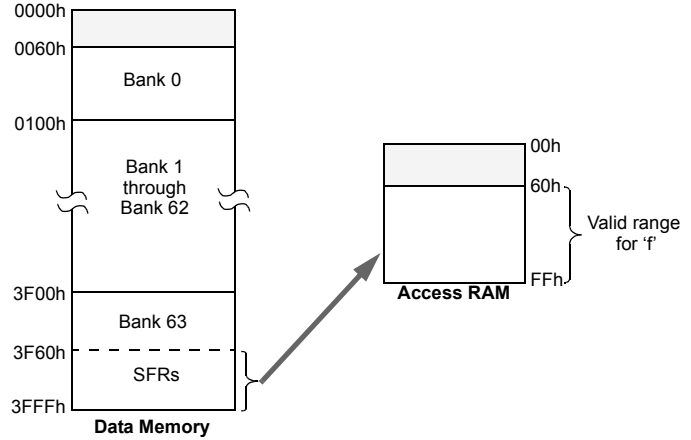 0000h
0060h
Bank 0
0100h
Bank 1
through
Bank 62
3F00h
Bank 63
3F60h
SFRs
3FFFh
Data Memory
00h
60h
Valid range
for ‘f’
FFh
Access RAM